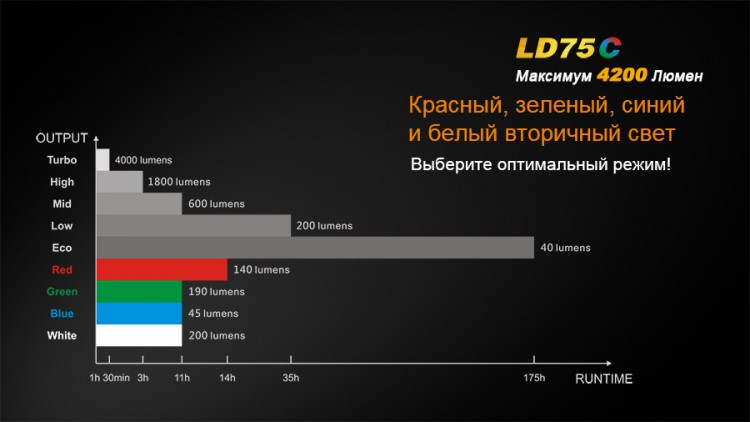 LD75C
Максимум 4200 Люмен
Красный, зеленый, синий
и белый вторичный свет
Выберите оптимальный режим!
OUTPUT
Turbo 4000 lumens
High 1800 lumens
Mid 600 lumens
Low 200 lumens
Eco 40 lumens
Red 140 lumens
Green 190 lumens
Blue 45 lumens
White 200 lumens
1h 30min 3h 11h 14h 35h 175h RUNTIME